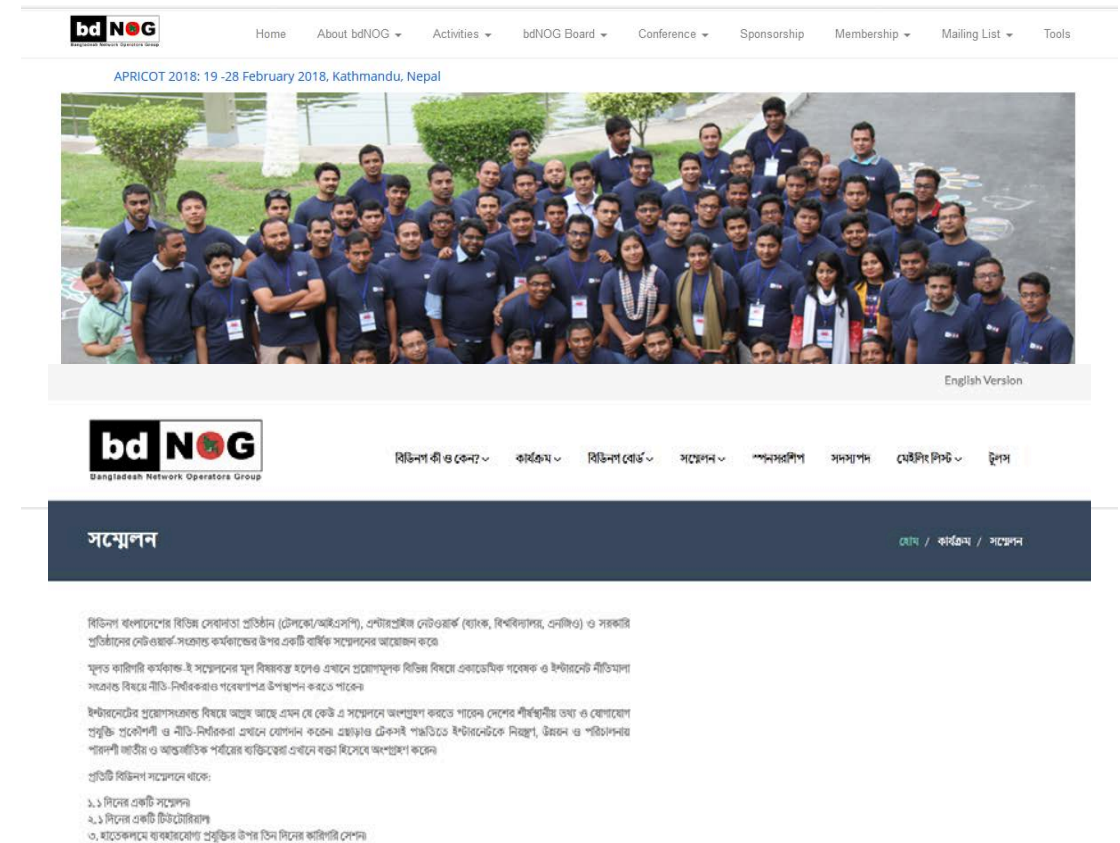 bd NOG
Bangladesh Network Operators Group
Home About bdNOG Activities bdNOG Board Conference Sponsorship Membership Mailing List Tools
APRICOT 2018: 19 -28 February 2018, Kathmandu, Nepal
English Version
bd NOG
Bangladesh Network Operators Group
বিডিনগ কী ও কেন? কার্যক্রম বিডিনগ বোর্ড সম্মেলন স্পনসরশিপ সদস্যপদ মেইলিং লিস্ট টুলস
সম্মেলন
হোম / কার্যক্রম / সম্মেলন
বিডিনগ বাংলাদেশের বিভিন্ন সেবাদাতা প্রতিষ্ঠান (টেলকো/আইএসপি), এন্টারপ্রাইজ নেটওয়ার্ক (ব্যাংক, বিশ্ববিদ্যালয়, এনজিও) ও সরকারি
প্রতিষ্ঠানের নেটওয়ার্ক-সংক্রান্ত কর্মকান্ডের উপর একটি বার্ষিক সম্মেলনের আয়োজন করে।
মূলত কারিগরি কর্মকান্ড-ই সম্মেলনের মূল বিষয়বস্তু হলেও এখানে প্রয়োগমূলক বিভিন্ন বিষয়ে একাডেমিক গবেষক ও ইন্টারনেট নীতিমালা
সংক্রান্ত বিষয়ে নীতি-নির্ধারকরাও গবেষণাপত্র উপস্থাপন করতে পারেন।
ইন্টারনেটের প্রয়োগসংক্রান্ত বিষয়ে আগ্রহ আছে এমন যে কেউ এ সম্মেলনে অংশগ্রহণ করতে পারেন। দেশের শীর্ষস্থানীয় তথ্য ও যোগাযোগ
প্রযুক্তি প্রকৌশলী ও নীতি-নির্ধারকরা এখানে যোগদান করেন। এছাড়াও টেকসই পদ্ধতিতে ইন্টারনেটকে নিয়ন্ত্রণ, উন্নয়ন ও পরিচালনায়
পারদর্শী জাতীয় ও আন্তর্জাতিক পর্যায়ের ব্যক্তিত্বেরা এখানে বক্তা হিসেবে অংশগ্রহণ করেন।
প্রতিটি বিডিনগ সম্মেলনে থাকে:
১. ১ দিনের একটি সম্মেলন।
২. ১ দিনের একটি টিউটোরিয়াল।
৩. হাতেকলমে ব্যবহারযোগ্য প্রযুক্তির উপর তিন দিনের কারিগরি সেশন।